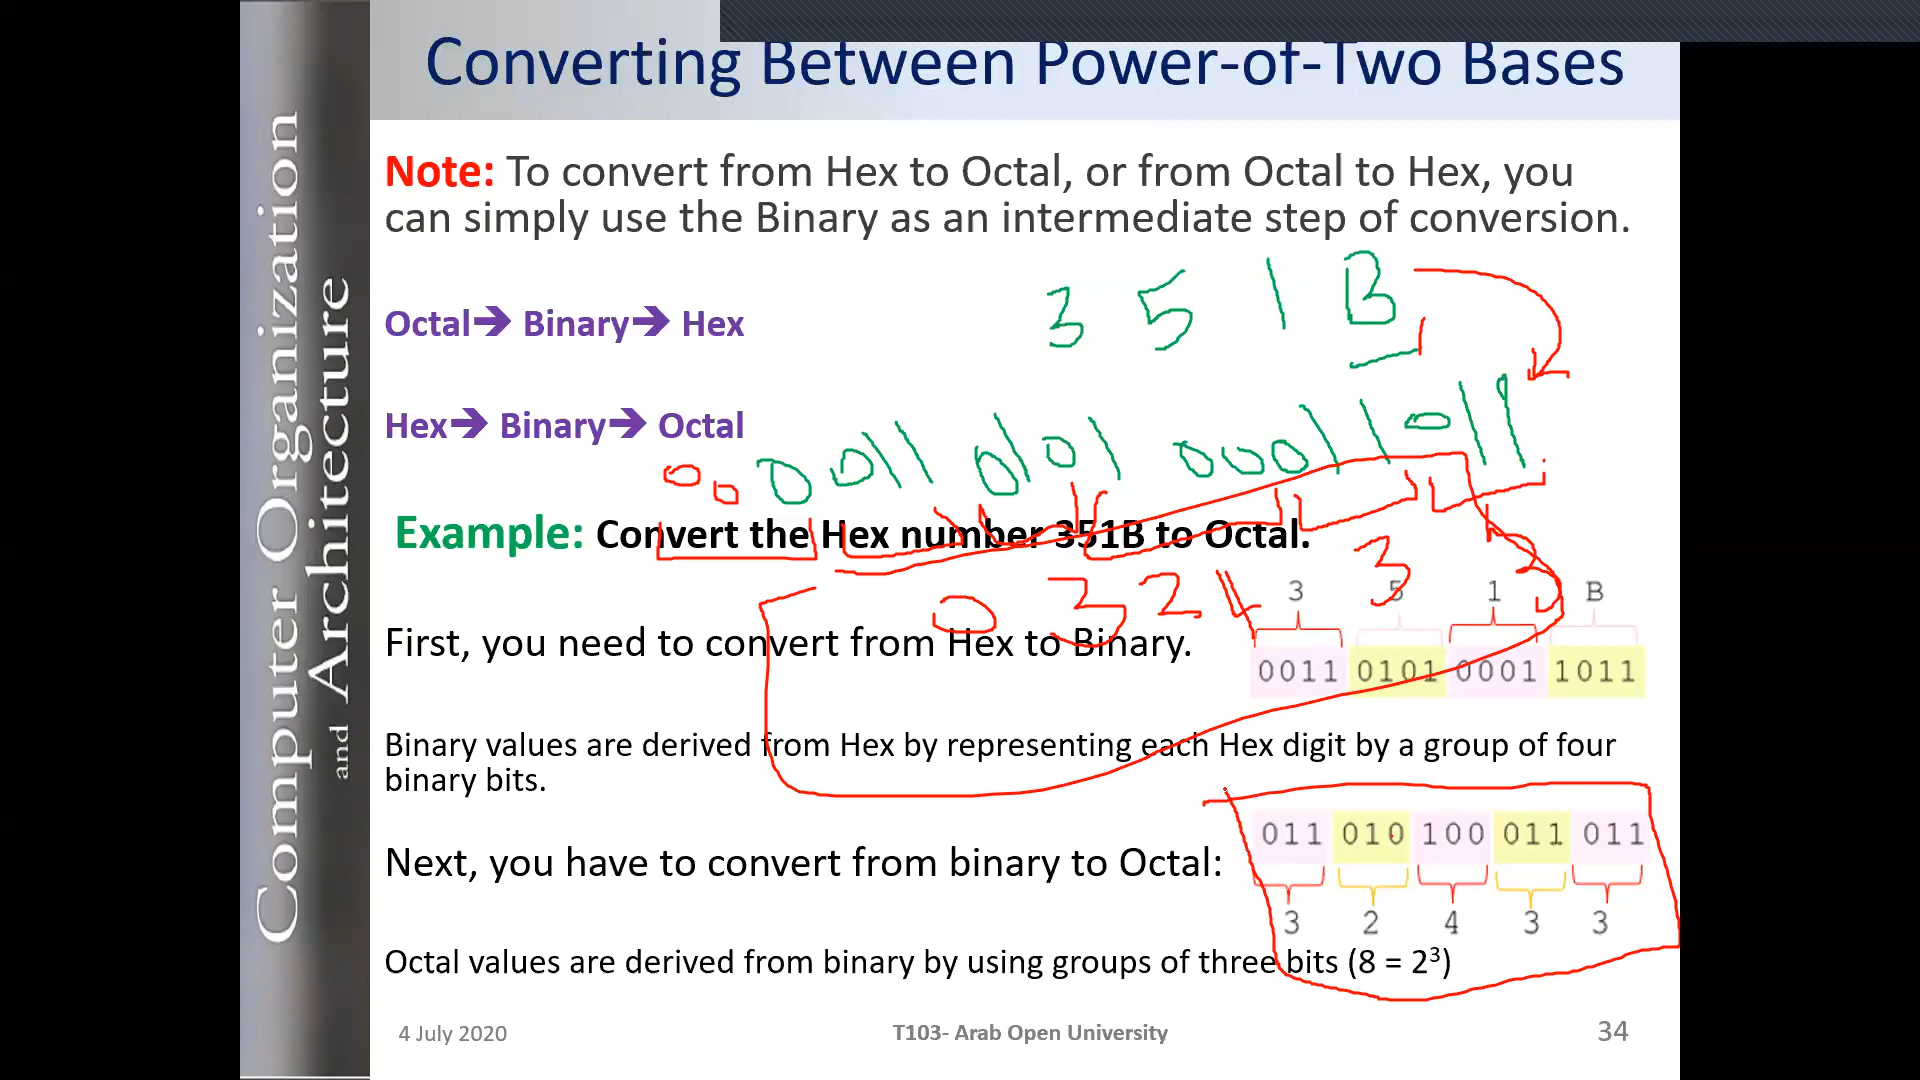 Computer Organization
and Architecture
Converting Between Power-of-Two Bases
Note: To convert from Hex to Octal, or from Octal to Hex, you
can simply use the Binary as an intermediate step of conversion.
3 5 1 B
Octal➔ Binary➔ Hex
Hex➔ Binary➔ Octal
00 0011 0101 0001 1011
Example: Convert the Hex number 351B to Octal.
0 3 2 4 3 3
3 5 1 B
First, you need to convert from Hex to Binary.
0011 0101 0001 1011
Binary values are derived from Hex by representing each Hex digit by a group of four
binary bits.
011 010 100 011 011
Next, you have to convert from binary to Octal:
3 2 4 3 3
Octal values are derived from binary by using groups of three bits (8 = 2³)
4 July 2020
T103- Arab Open University
34